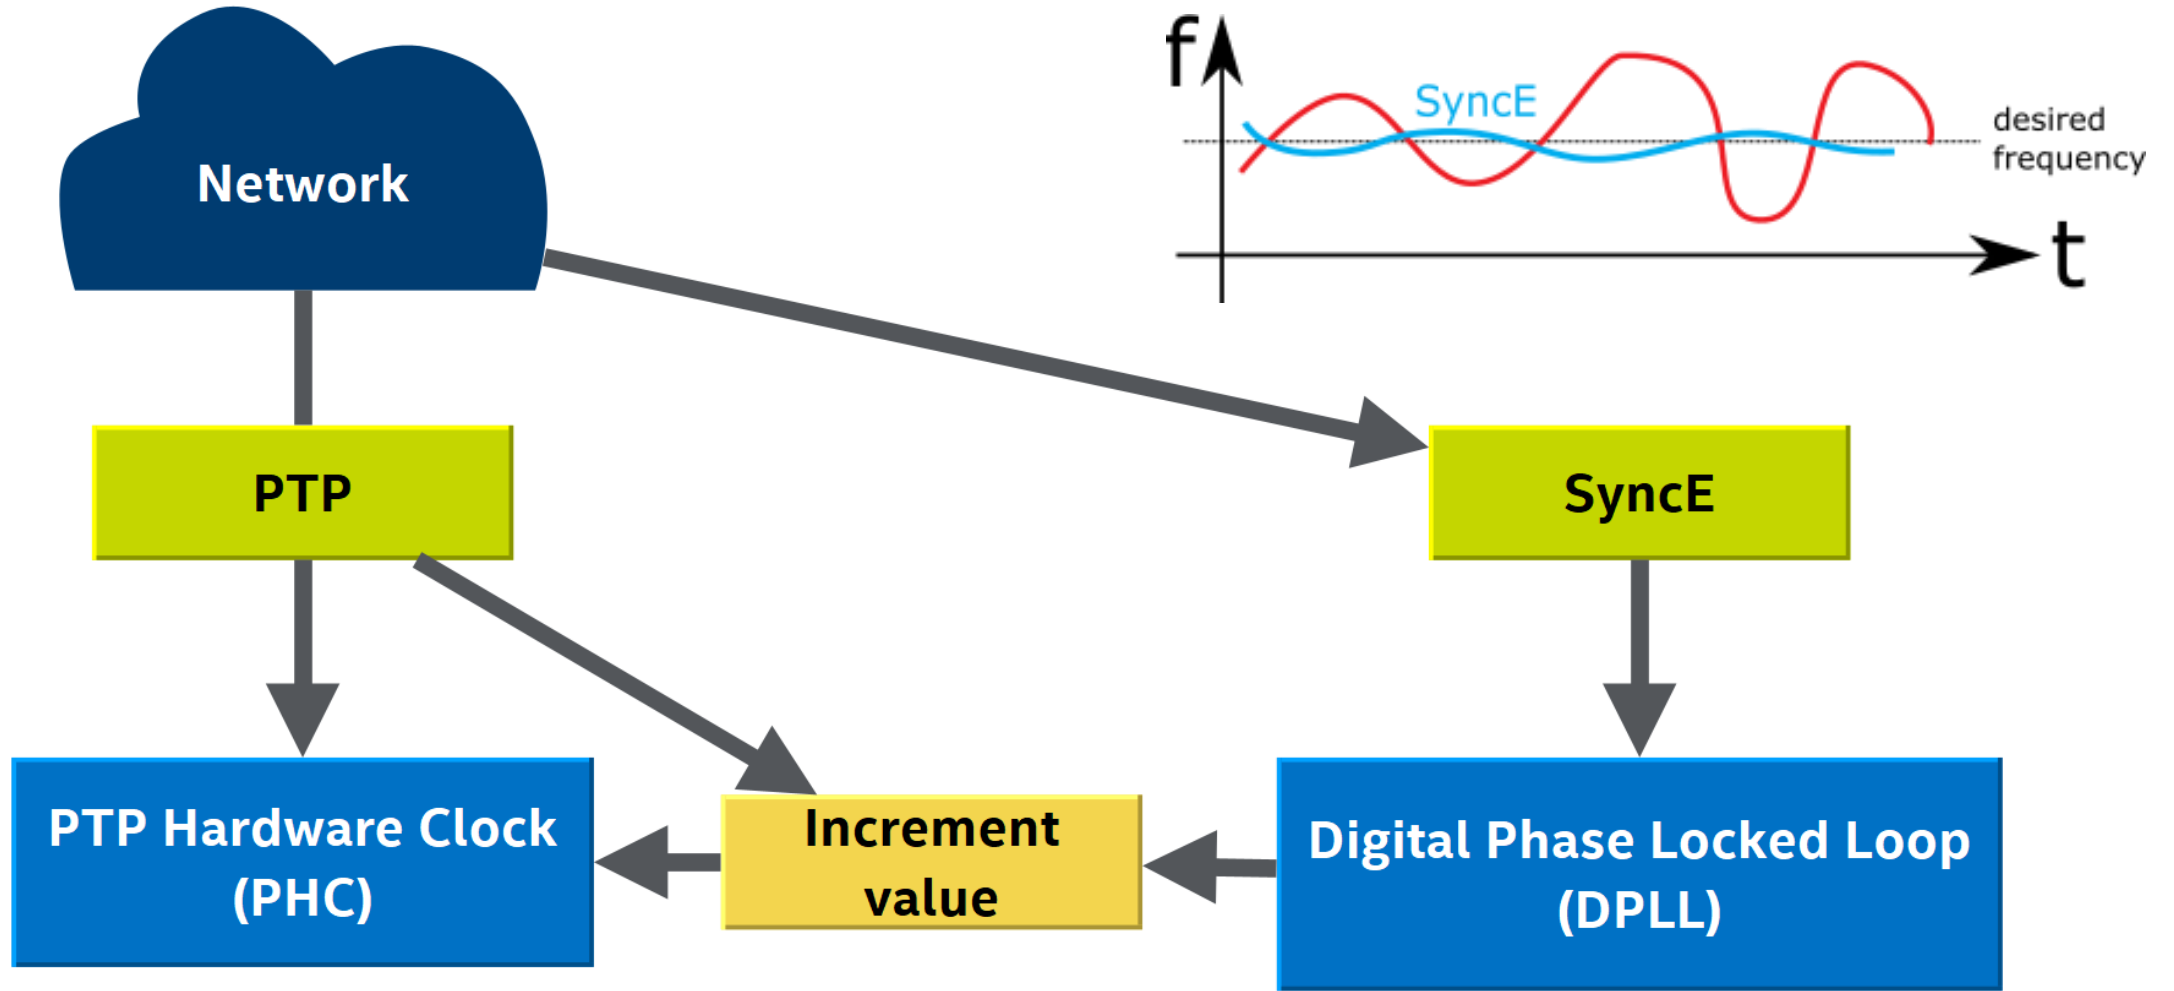 f
SyncE
desired
frequency
t
Network
PTP
SyncE
PTP Hardware Clock
(PHC)
Increment
value
Digital Phase Locked Loop
(DPLL)